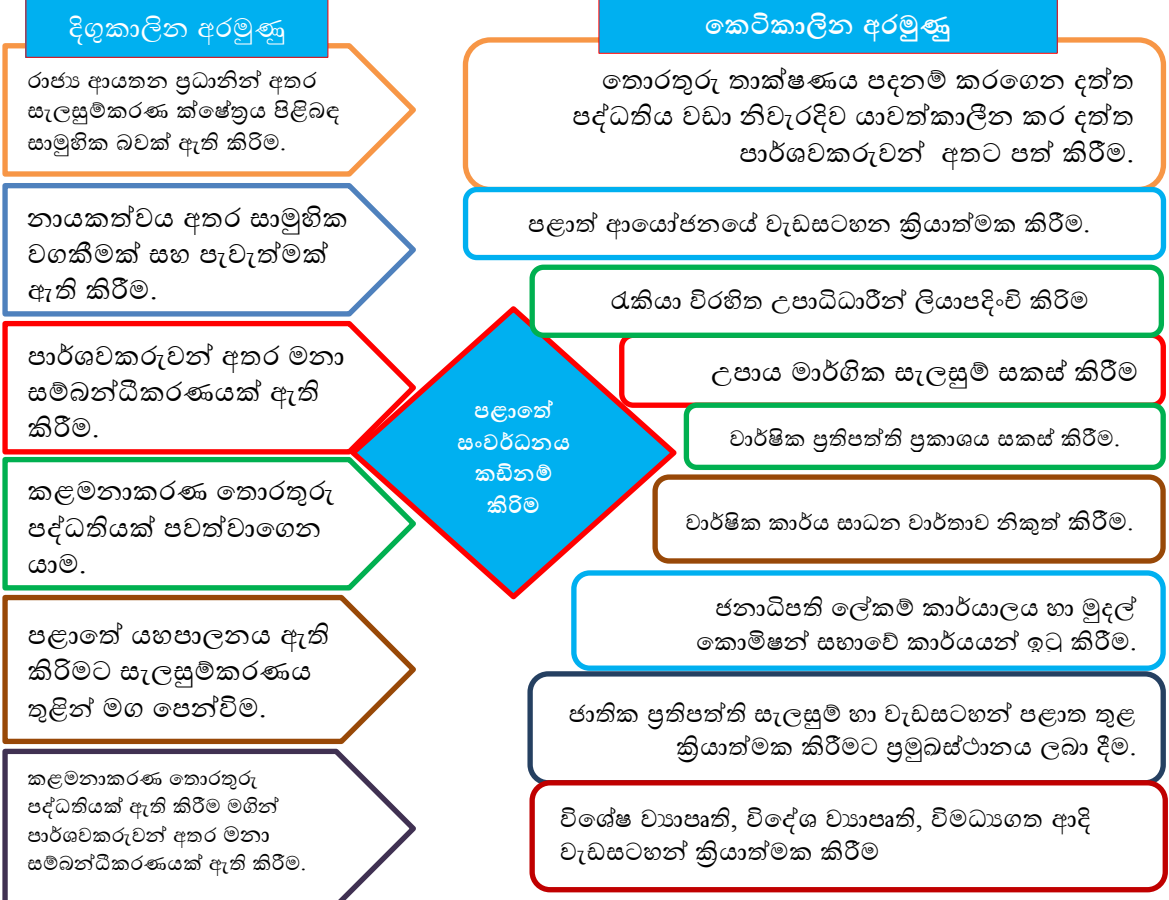 දිගුකාලින අරමුණු
රාජ්‍ය ආයතන ප්‍රධානින් අතර
සැලසුම්කරණ ක්ෂේත්‍රය පිළිබඳ
සාමුහික බවක් ඇති කිරිම.
නායකත්වය අතර සාමුහික
වගකීමක් සහ පැවැත්මක්
ඇති කිරීම.
පාර්ශවකරුවන් අතර මනා
සම්බන්ධීකරණයක් ඇති
කිරීම.
කළමනාකරණ තොරතුරු
පද්ධතියක් පවත්වාගෙන
යාම.
පළාතේ යහපාලනය ඇති
කිරිමට සැලසුම්කරණය
තුළින් මග පෙන්විම.
කළමනාකරණ තොරතුරු
පද්ධතියක් ඇති කිරීම මගින්
පාර්ශවකරුවන් අතර මනා
සම්බන්ධීකරණයක් ඇති කිරීම.
පළාතේ
සංවර්ධනය
කඩිනම්
කිරිම
කෙටිකාලින අරමුණු
තොරතුරු තාක්ෂණය පදනම් කරගෙන දත්ත
පද්ධතිය වඩා නිවැරදිව යාවත්කාලීන කර දත්ත
පාර්ශවකරුවන් අතට පත් කිරීම.
පළාත් ආයෝජනයේ වැඩසටහන ක්‍රියාත්මක කිරීම.
රැකියා විරහිත උපාධිධාරීන් ලියාපදිංචි කිරිම
උපාය මාර්ගික සැලසුම් සකස් කිරීම
වාර්ෂික ප්‍රතිපත්ති ප්‍රකාශය සකස් කිරීම.
වාර්ෂික කාර්ය සාධන වාර්තාව නිකුත් කිරීම.
ජනාධිපති ලේකම් කාර්යාලය හා මුදල්
කොමිෂන් සභාවේ කාර්යයන් ඉටු කිරීම.
ජාතික ප්‍රතිපත්ති සැලසුම් හා වැඩසටහන් පළාත තුළ
ක්‍රියාත්මක කිරීමට ප්‍රමුඛස්ථානය ලබා දීම.
විශේෂ ව්‍යාපෘති, විදේශ ව්‍යාපෘති, විමධ්‍යගත ආදි
වැඩසටහන් ක්‍රියාත්මක කිරීම